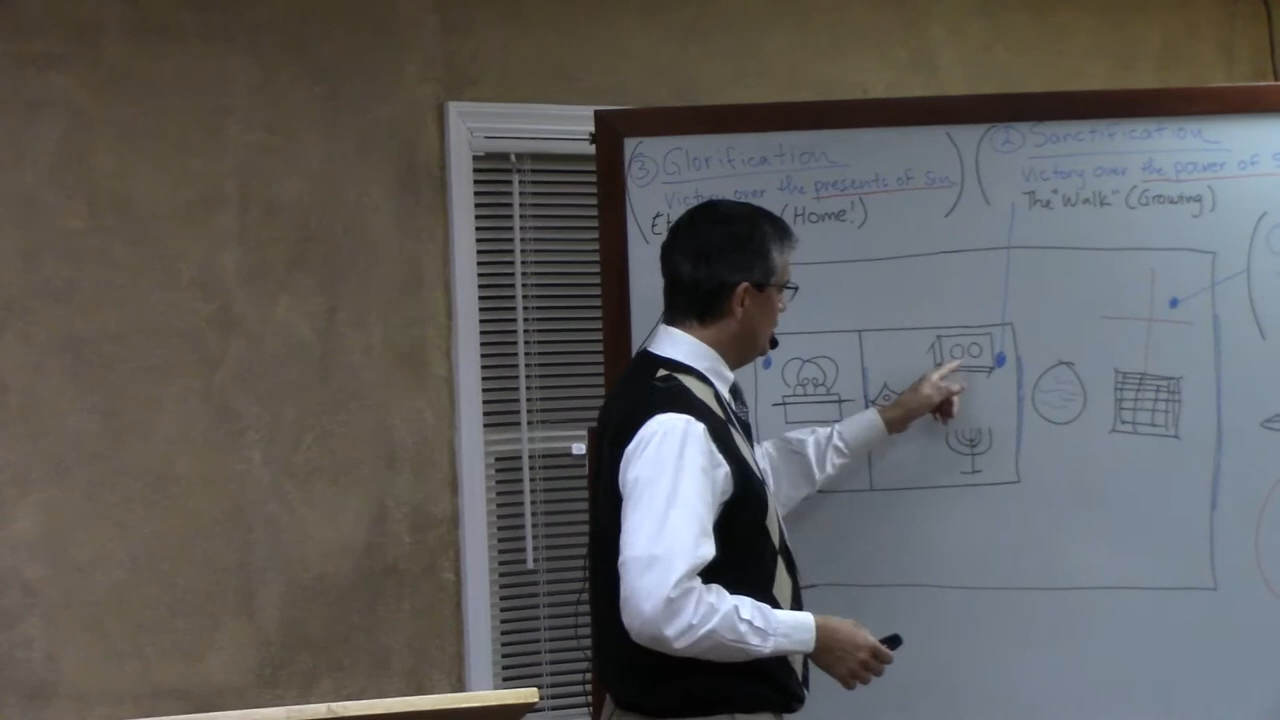 ③ Glorification
Victory over the presents of Sin
(Home!)
② Sanctification
Victory over the power of
The "Walk" (Growing)